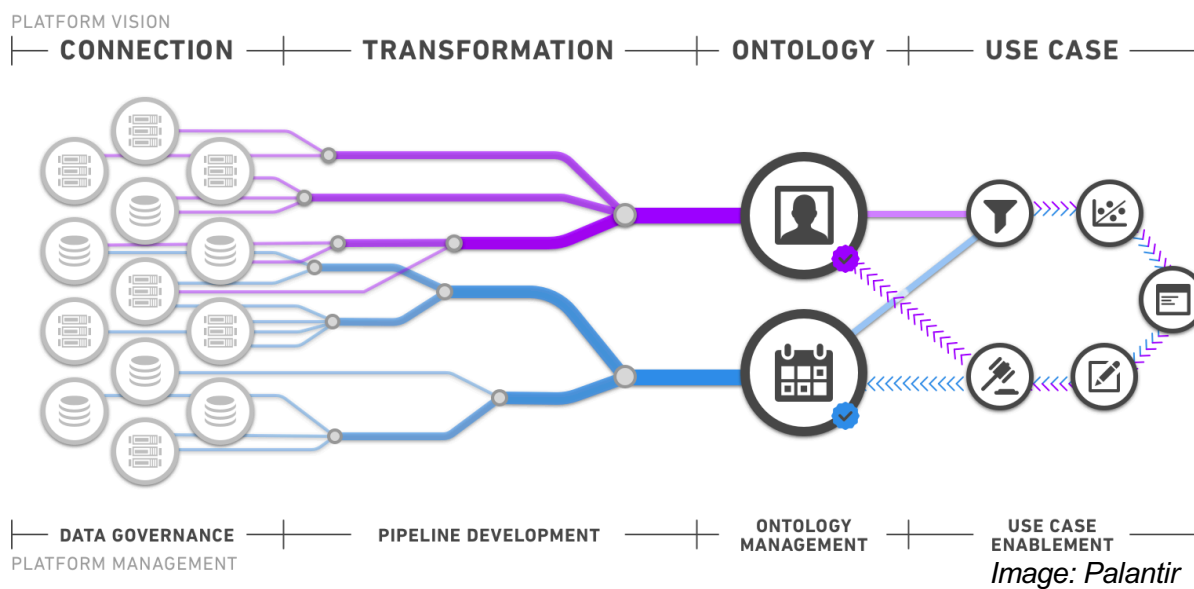 PLATFORM VISION
CONNECTION TRANSFORMATION ONTOLOGY USE CASE
DATA GOVERNANCE PIPELINE DEVELOPMENT ONTOLOGY MANAGEMENT USE CASE ENABLEMENT
PLATFORM MANAGEMENT
Image: Palantir